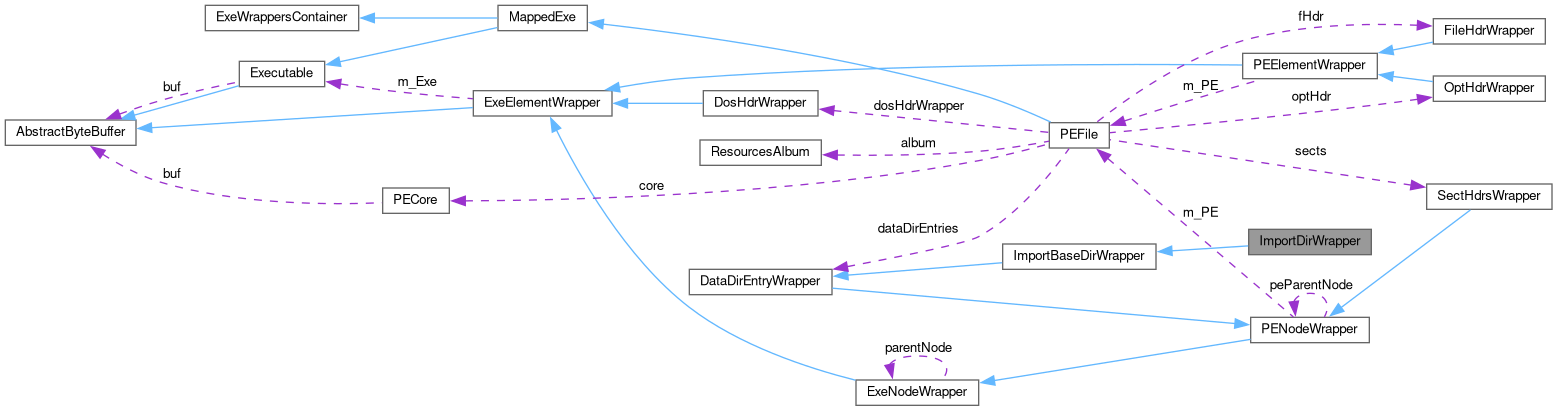 ExeWrappersContainer
MappedExe
fHdr
FileHdrWrapper
Executable
buf
m_Exe
PEElementWrapper
m_PE
OptHdrWrapper
optHdr
ExeElementWrapper
DosHdrWrapper
dosHdrWrapper
AbstractByteBuffer
PEFile
ResourcesAlbum
album
sects
buf
PECore
core
SectHdrsWrapper
m_PE
dataDirEntries
ImportDirWrapper
ImportBaseDirWrapper
DataDirEntryWrapper
peParentNode
PENodeWrapper
parentNode
ExeNodeWrapper